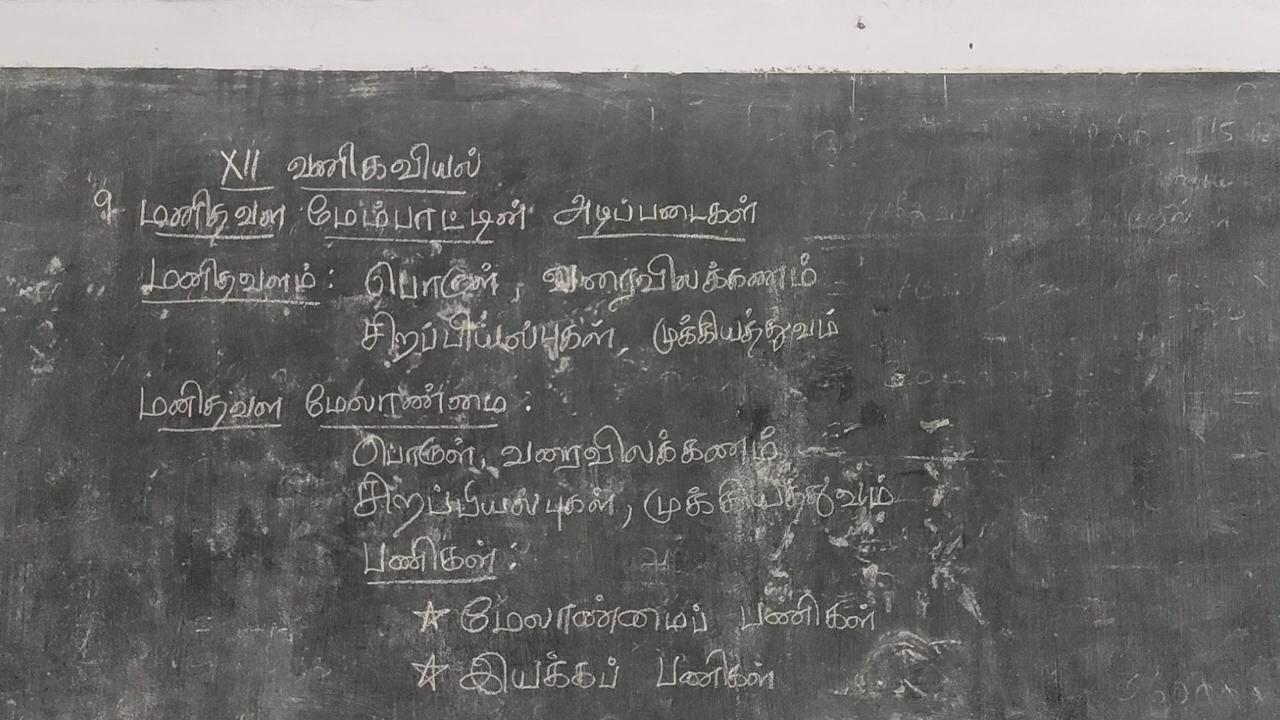 XII வணிகவியல்
9 மனிதவள மேம்பாட்டின் அடிப்படைகள்
மனிதவளம் : பொருள், வரைவிலக்கணம்
சிறப்பியல்புகள், முக்கியத்துவம்
மனிதவள மேலாண்மை :
பொருள், வரைவிலக்கணம்
சிறப்பியல்புகள், முக்கியத்துவம்
பணிகள் :
☆ மேலாண்மைப் பணிகள்
☆ இயக்கப் பணிகள்